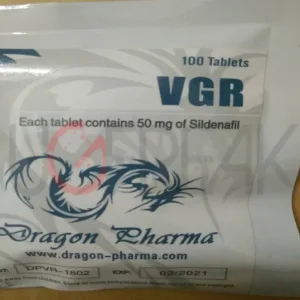 100 Tablets
VGR
Each tablet contains 50 mg of Sildenafil
Dragon Pharma
www.dragon-pharma.com
DPVR-1802 EXP: 02/2021